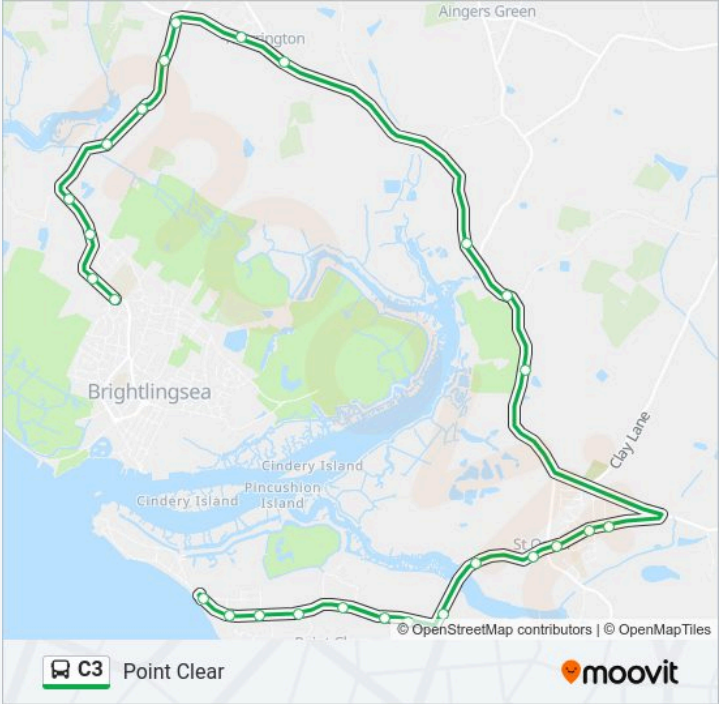 Aingers Green
Brightlingsea
Clay Lane
Cindery Island
Pincushion
Island
Cindery Island
© OpenStreetMap contributors | © OpenMapTiles
C3 Point Clear
moovit